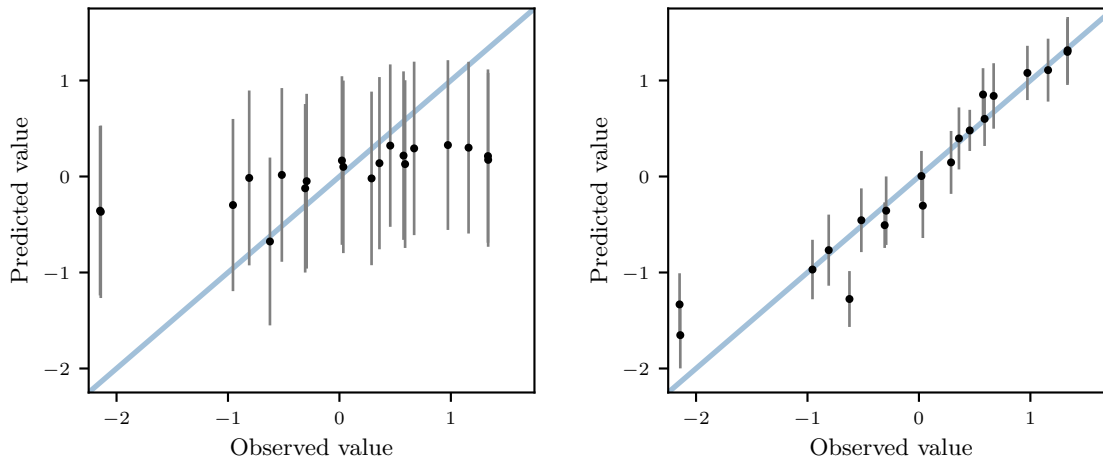 1
0
−1
−2
Predicted value
−2 −1 0 1
Observed value
1
0
−1
−2
Predicted value
−2 −1 0 1
Observed value